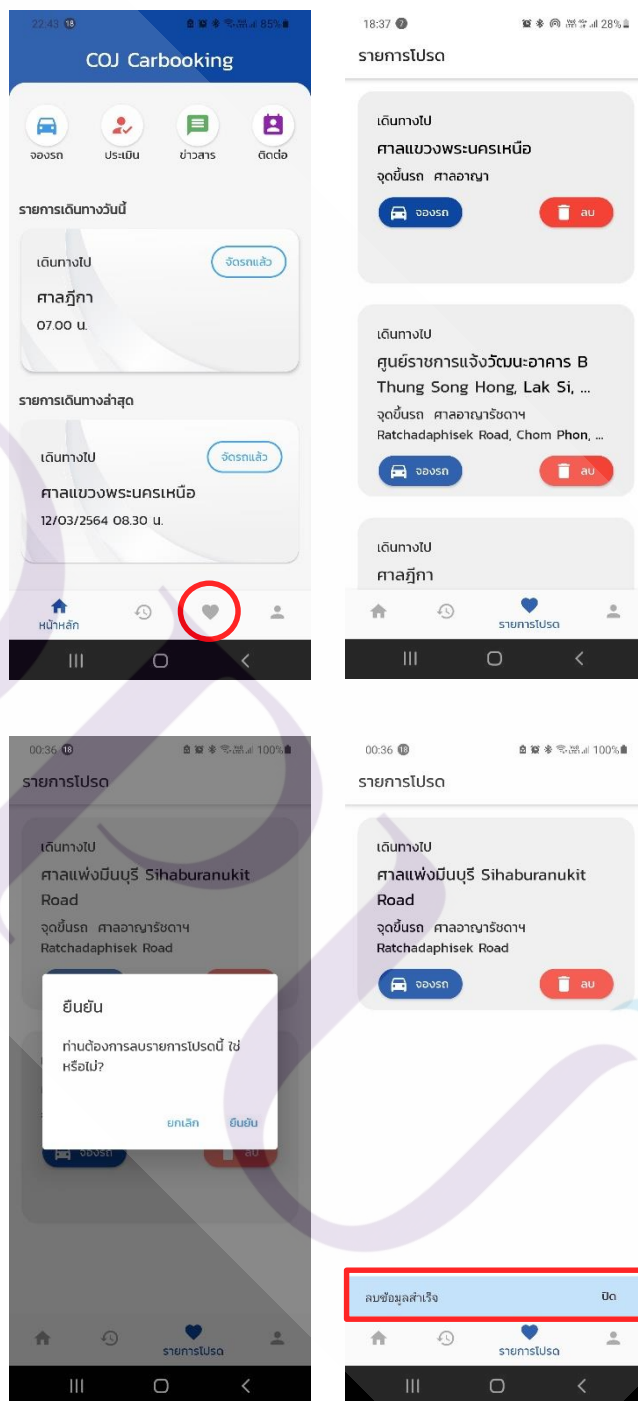 22:43 18 85%
COJ Carbooking
จองรถ ประเมิน ข่าวสาร ติดต่อ
รายการเดินทางวันนี้
เดินทางไป จัดรถแล้ว
ศาลฎีกา
07.00 น.
รายการเดินทางล่าสุด
เดินทางไป จัดรถแล้ว
ศาลแขวงพระนครเหนือ
12/03/2564 08.30 น.
หน้าหลัก
18:37 7 28%
รายการโปรด
เดินทางไป
ศาลแขวงพระนครเหนือ
จุดขึ้นรถ ศาลอาญา
จองรถ ลบ
เดินทางไป
ศูนย์ราชการแจ้งวัฒนะอาคาร B
Thung Song Hong, Lak Si, ...
จุดขึ้นรถ ศาลอาญารัชดาฯ
Ratchadaphisek Road, Chom Phon, ...
จองรถ ลบ
เดินทางไป
ศาลฎีกา
รายการโปรด
00:36 18 100%
รายการโปรด
เดินทางไป
ศาลแพ่งมีนบุรี Sihaburanukit
Road
จุดขึ้นรถ ศาลอาญารัชดาฯ
Ratchadaphisek Road
ยืนยัน
ท่านต้องการลบรายการโปรดนี้ ใช่
หรือไม่?
ยกเลิก ยืนยัน
จองรถ ลบ
รายการโปรด
00:36 18 100%
รายการโปรด
เดินทางไป
ศาลแพ่งมีนบุรี Sihaburanukit
Road
จุดขึ้นรถ ศาลอาญารัชดาฯ
Ratchadaphisek Road
จองรถ ลบ
ลบข้อมูลสำเร็จ ปิด
รายการโปรด